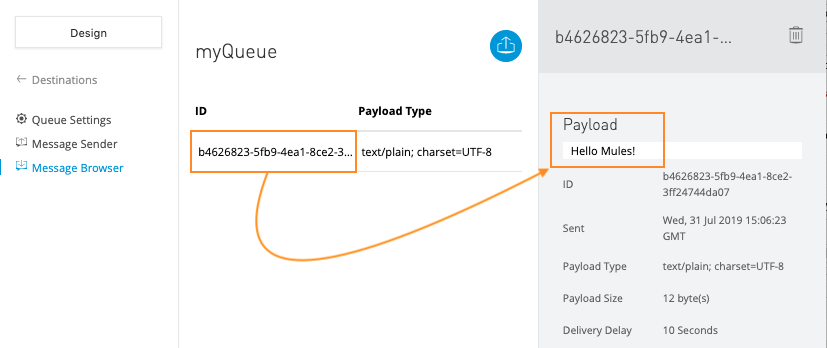 Design
Destinations
Queue Settings
Message Sender
Message Browser
myQueue
ID Payload Type
b4626823-5fb9-4ea1-8ce2-3... text/plain; charset=UTF-8
b4626823-5fb9-4ea1-...
Payload
Hello Mules!
ID b4626823-5fb9-4ea1-8ce2-
3ff24744da07
Sent Wed, 31 Jul 2019 15:06:23
GMT
Payload Type text/plain; charset=UTF-8
Payload Size 12 byte(s)
Delivery Delay 10 Seconds